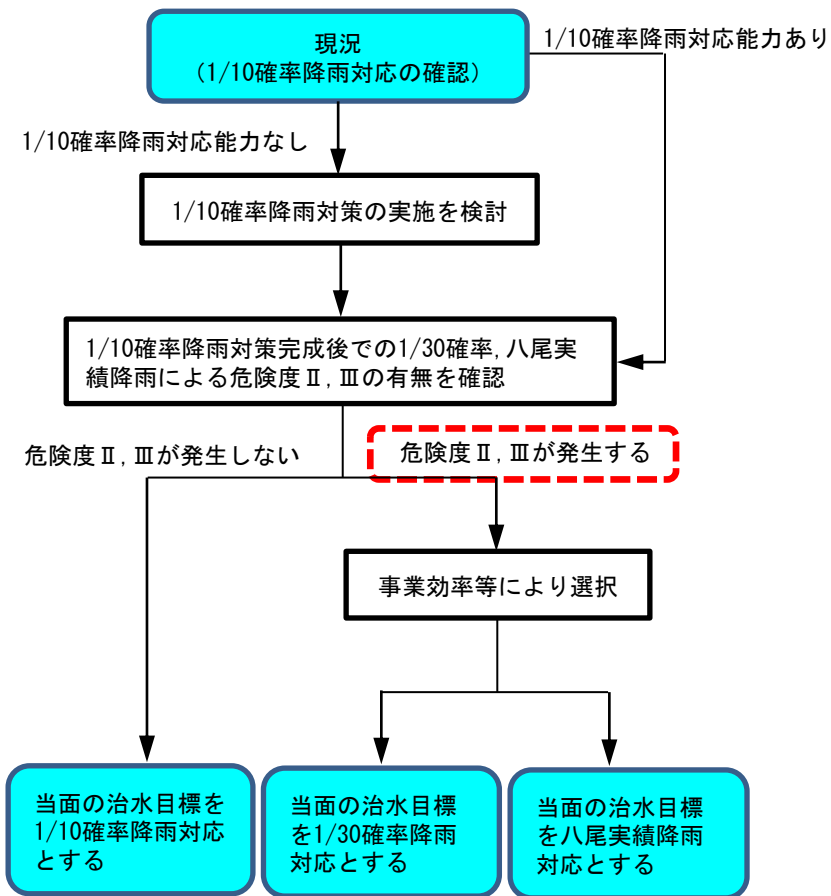 現況
(1/10確率降雨対応の確認)
1/10確率降雨対応能力あり
1/10確率降雨対応能力なし
1/10確率降雨対策の実施を検討
1/10確率降雨対策完成後での1/30確率,八尾実
績降雨による危険度Ⅱ,Ⅲの有無を確認
危険度Ⅱ,Ⅲが発生しない
危険度Ⅱ,Ⅲが発生する
事業効率等により選択
当面の治水目標を
1/10確率降雨対応
とする
当面の治水目標
を1/30確率降雨
対応とする
当面の治水目標
を八尾実績降雨
対応とする